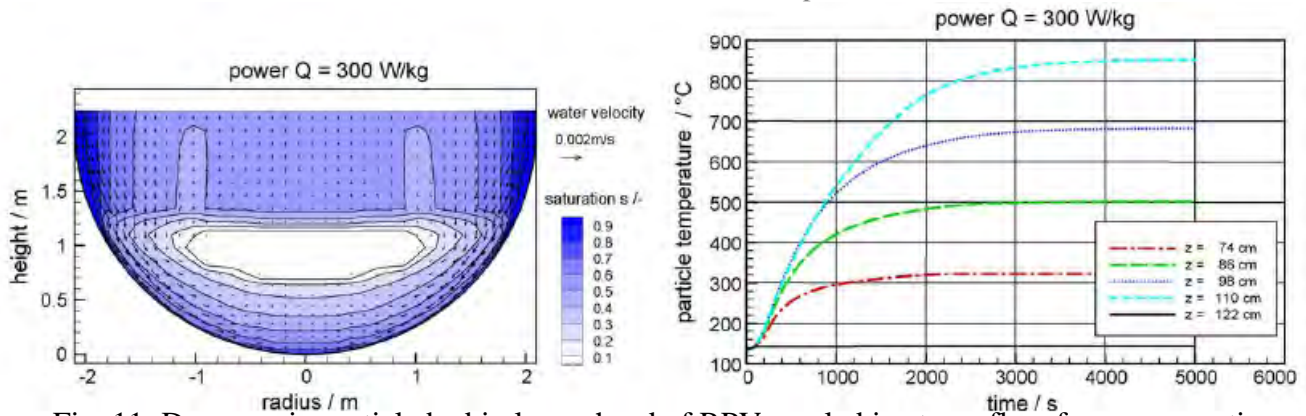 power Q = 300 W/kg
height / m
2
1.5
1
0.5
0
-2
-1
0
1
2
radius / m
water velocity
0.002m/s
saturation s /-
0.9
0.8
0.7
0.6
0.5
0.4
0.3
0.2
0.1
power Q = 300 W/kg
particle temperature / °C
900
800
700
600
500
400
300
200
100
0
1000
2000
3000
4000
5000
6000
time / s
z = 74 cm
z = 86 cm
z = 98 cm
z = 110 cm
z = 122 cm